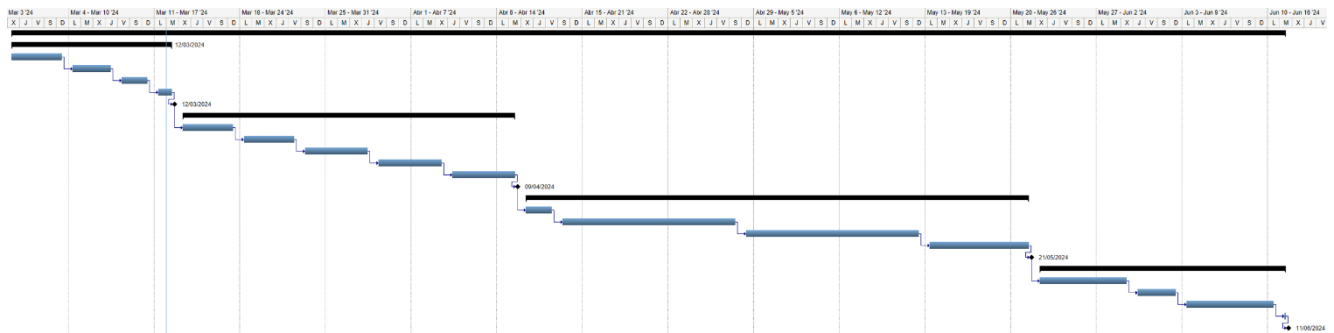 Mar 3 '24 Mar 4 - Mar 10 '24 Mar 11 - Mar 17 '24 Mar 18 - Mar 24 '24 Mar 25 - Mar 31 '24 Abr 1 - Abr 7 '24 Abr 8 - Abr 14 '24 Abr 15 - Abr 21 '24 Abr 22 - Abr 28 '24 Abr 29 - May 5 '24 May 6 - May 12 '24 May 13 - May 19 '24 May 20 - May 26 '24 May 27 - Jun 2 '24 Jun 3 - Jun 9 '24 Jun 10 - Jun 16 '24
X J V S D L M X J V S D L M X J V S D L M X J V S D L M X J V S D L M X J V S D L M X J V S D L M X J V S D L M X J V S D L M X J V S D L M X J V S D L M X J V S D L M X J V S D L M X J V S D L M X J V S D L M X J V
12/03/2024
12/03/2024
09/04/2024
21/05/2024
11/06/2024